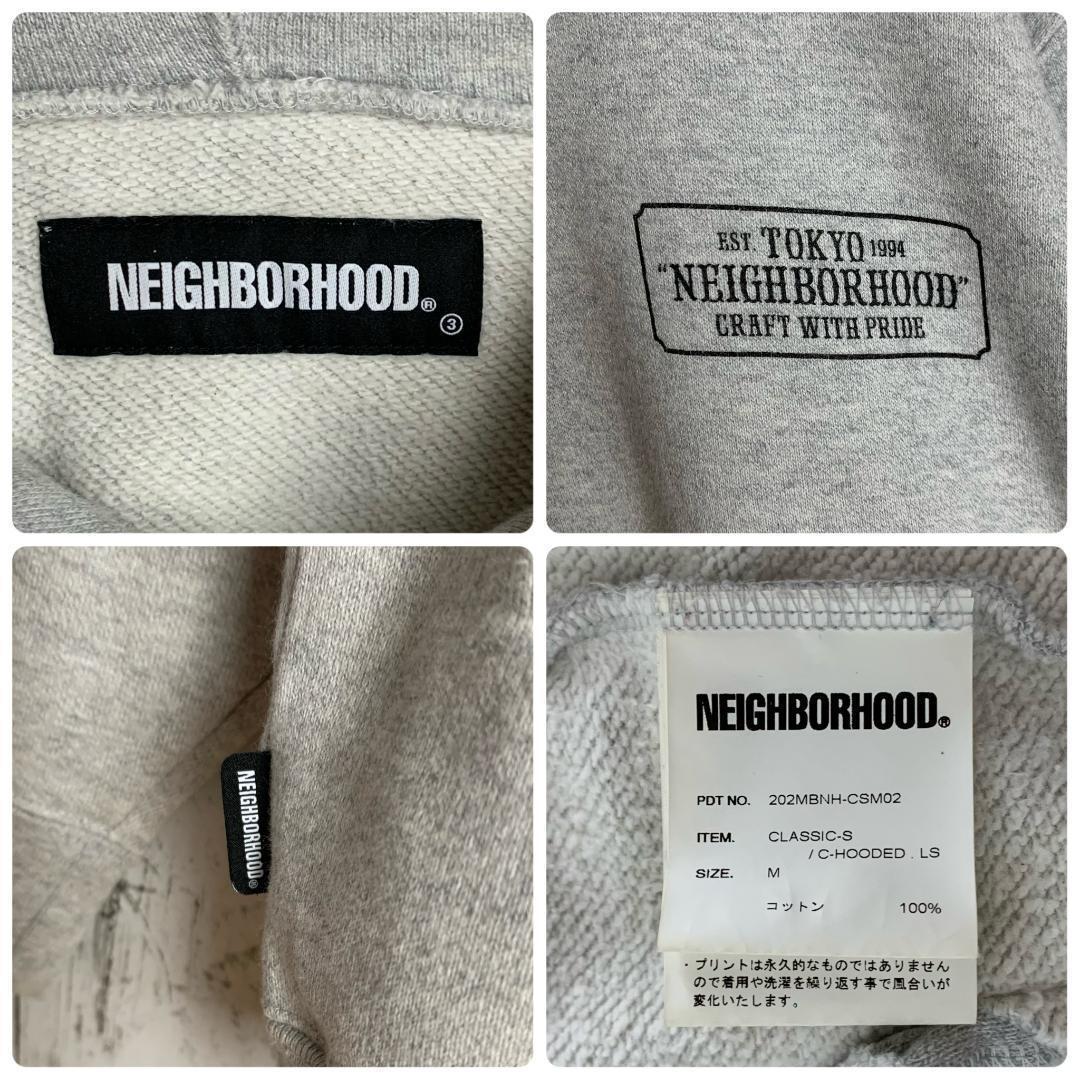 NEIGHBORHOOD®
③
EST. TOKYO 1994
"NEIGHBORHOOD"
CRAFT WITH PRIDE
NEIGHBORHOOD®
NEIGHBORHOOD®
PDT NO. 202MBNH-CSM02
ITEM. CLASSIC-S
/ C-HOODED . LS
SIZE. M
コットン 100%
・プリントは永久的なものではありません
ので着用や洗濯を繰り返す事で風合いが
変化いたします。